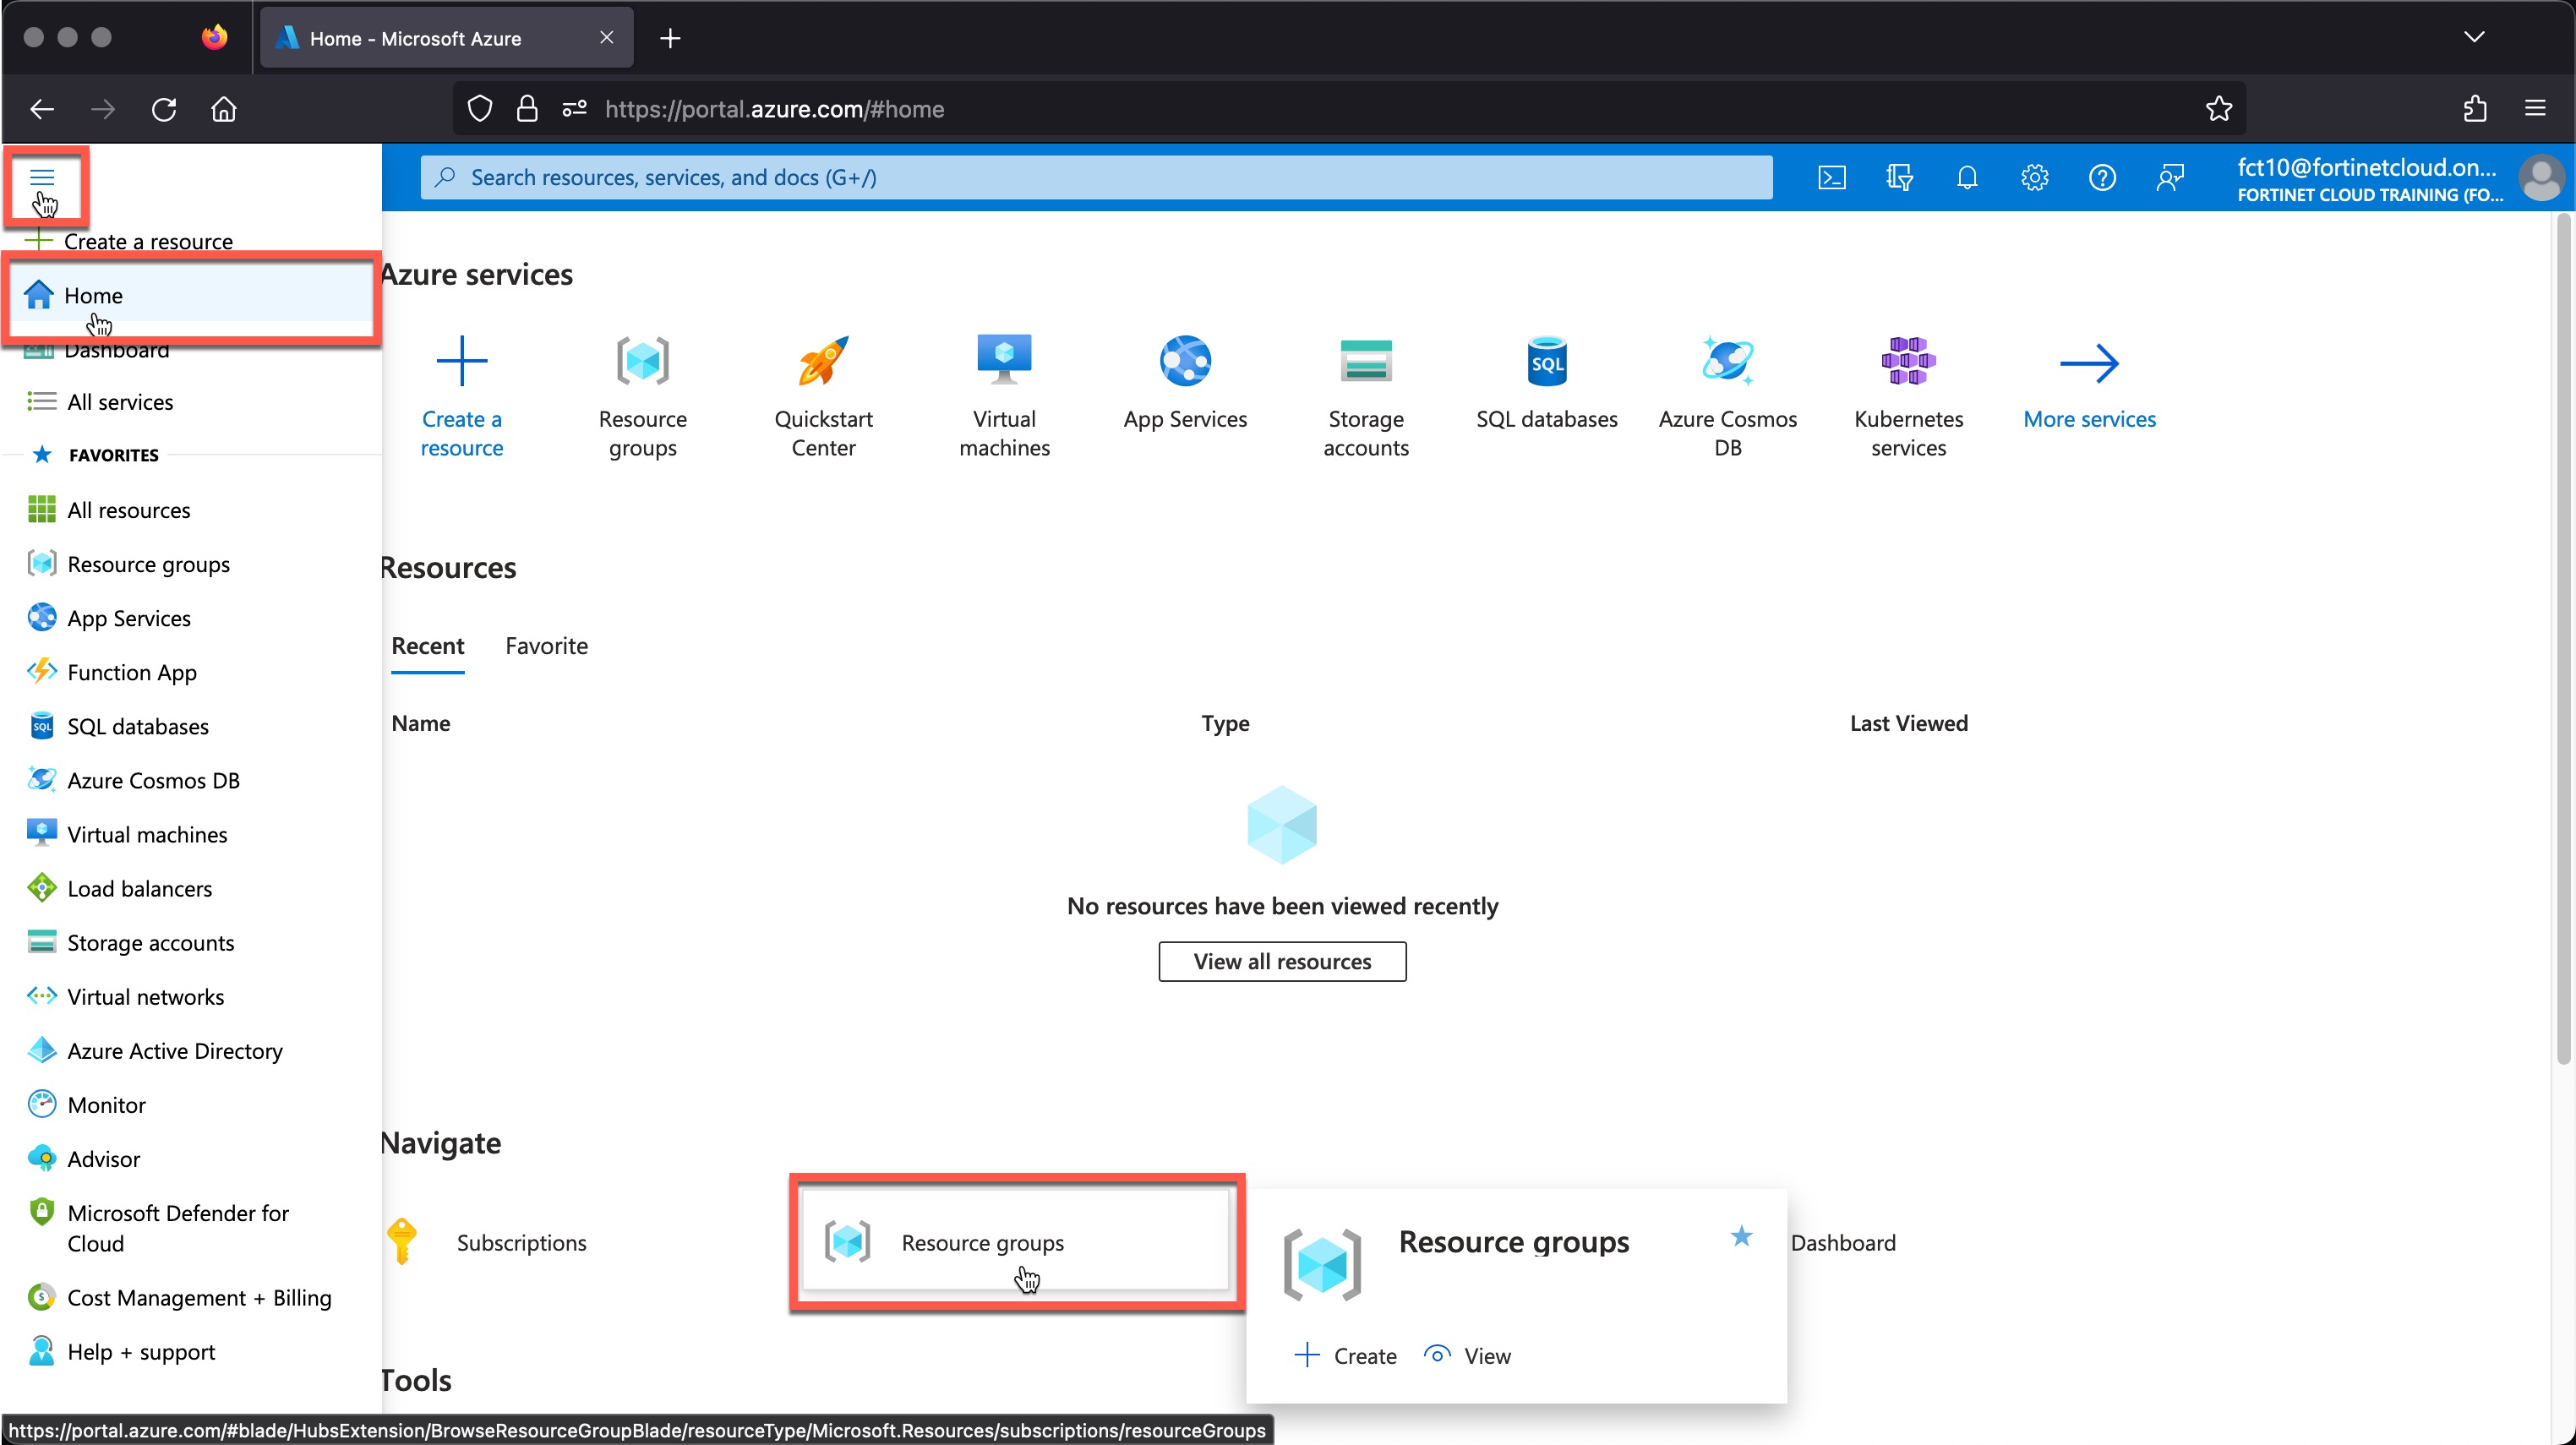 Home - Microsoft Azure
https://portal.azure.com/#home
Search resources, services, and docs (G+/)
fct10@fortinetcloud.on...
FORTINET CLOUD TRAINING (FO...
Create a resource
Home
Dashboard
All services
FAVORITES
All resources
Resource groups
App Services
Function App
SQL databases
Azure Cosmos DB
Virtual machines
Load balancers
Storage accounts
Virtual networks
Azure Active Directory
Monitor
Advisor
Microsoft Defender for
Cloud
Cost Management + Billing
Help + support
Azure services
Create a
resource
Resource
groups
Quickstart
Center
Virtual
machines
App Services
Storage
accounts
SQL
SQL databases
Azure Cosmos
DB
Kubernetes
services
More services
Resources
Recent
Favorite
Name
Type
Last Viewed
No resources have been viewed recently
View all resources
Navigate
Subscriptions
Resource groups
Resource groups
Create
View
Dashboard
Tools
https://portal.azure.com/#blade/HubsExtension/BrowseResourceGroupBlade/resourceType/Microsoft.Resources/subscriptions/resourceGroups